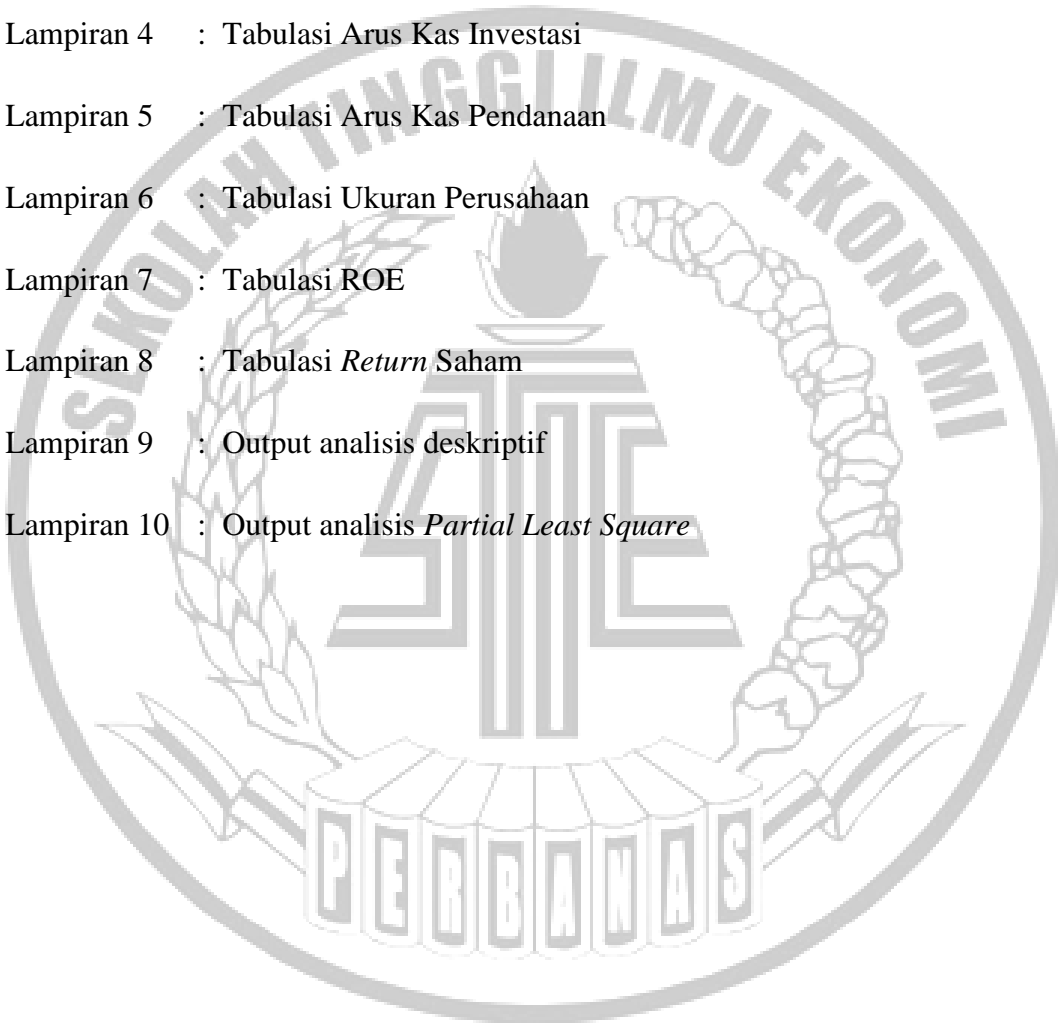 Lampiran 4 : Tabulasi Arus Kas Investasi
Lampiran 5 : Tabulasi Arus Kas Pendanaan
Lampiran 6 : Tabulasi Ukuran Perusahaan
Lampiran 7 : Tabulasi ROE
Lampiran 8 : Tabulasi Return Saham
Lampiran 9 : Output analisis deskriptif
Lampiran 10 : Output analisis Partial Least Square
SEKOLAH TINGGI ILMU EKONOMI
STIE
PERBANAS